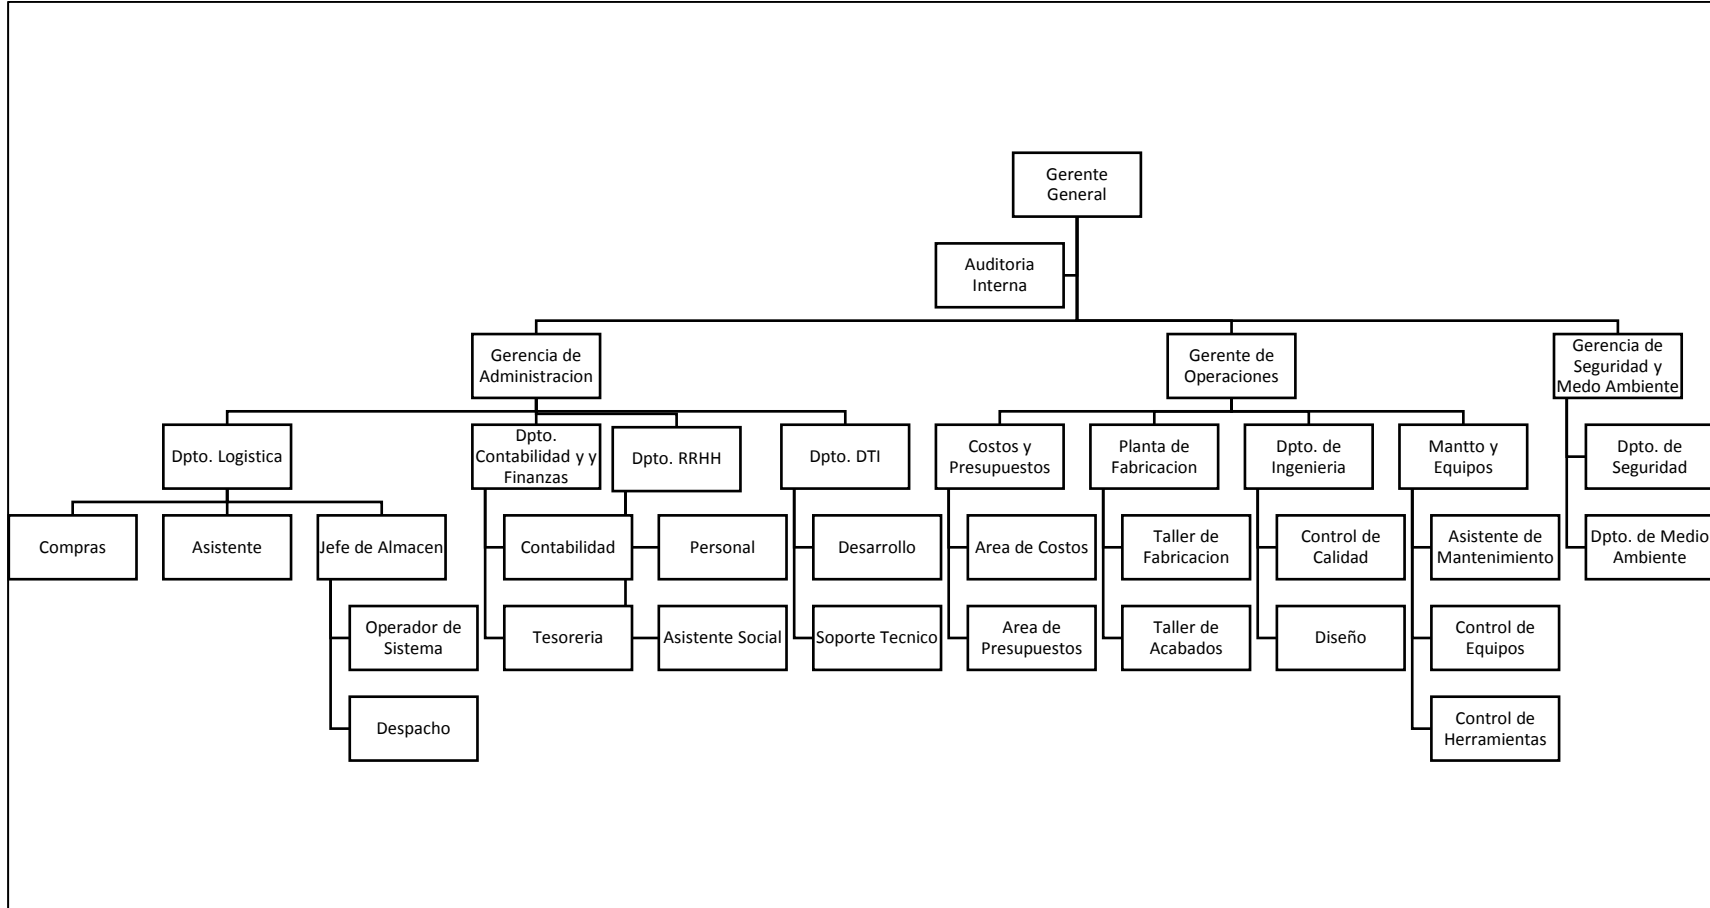 Gerente
General
Auditoria
Interna
Gerencia de
Administracion
Gerente de
Operaciones
Gerencia de
Seguridad y
Medo Ambiente
Dpto. Logistica
Dpto.
Contabilidad y y
Finanzas
Dpto. RRHH
Dpto. DTI
Costos y
Presupuestos
Planta de
Fabricacion
Dpto. de
Ingenieria
Mantto y
Equipos
Dpto. de
Seguridad
Compras
Asistente
Jefe de Almacen
Contabilidad
Personal
Desarrollo
Area de Costos
Taller de
Fabricacion
Control de
Calidad
Asistente de
Mantenimiento
Dpto. de Medio
Ambiente
Operador de
Sistema
Tesoreria
Asistente Social
Soporte Tecnico
Area de
Presupuestos
Taller de
Acabados
Diseño
Control de
Equipos
Despacho
Control de
Herramientas